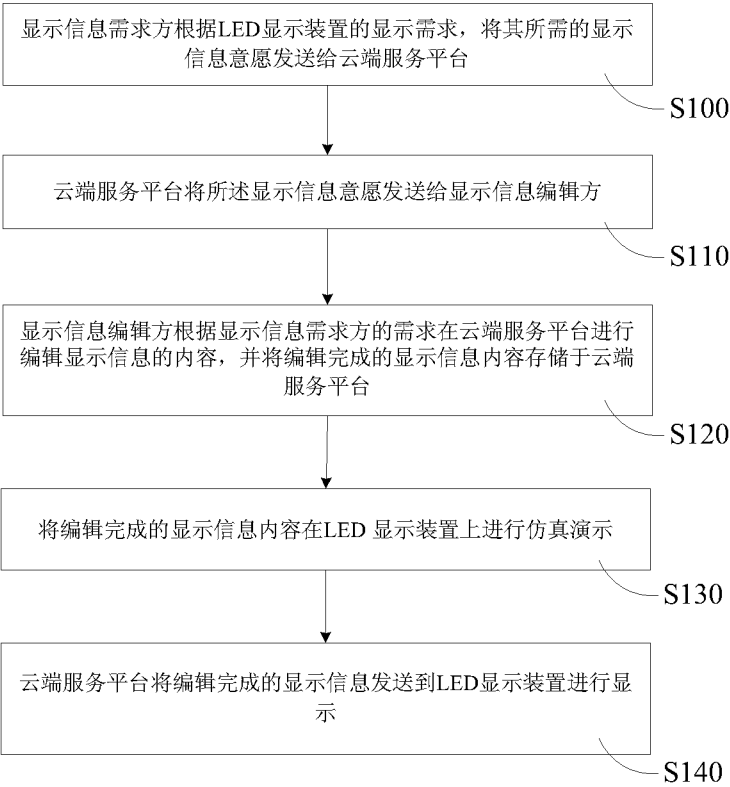 显示信息需求方根据LED显示装置的显示需求，将其所需的显示
信息意愿发送给云端服务平台
S100
云端服务平台将所述显示信息意愿发送给显示信息编辑方
S110
显示信息编辑方根据显示信息需求方的需求在云端服务平台进行
编辑显示信息的内容，并将编辑完成的显示信息内容存储于云端
服务平台
S120
将编辑完成的显示信息内容在LED 显示装置上进行仿真演示
S130
云端服务平台将编辑完成的显示信息发送到LED显示装置进行显
示
S140